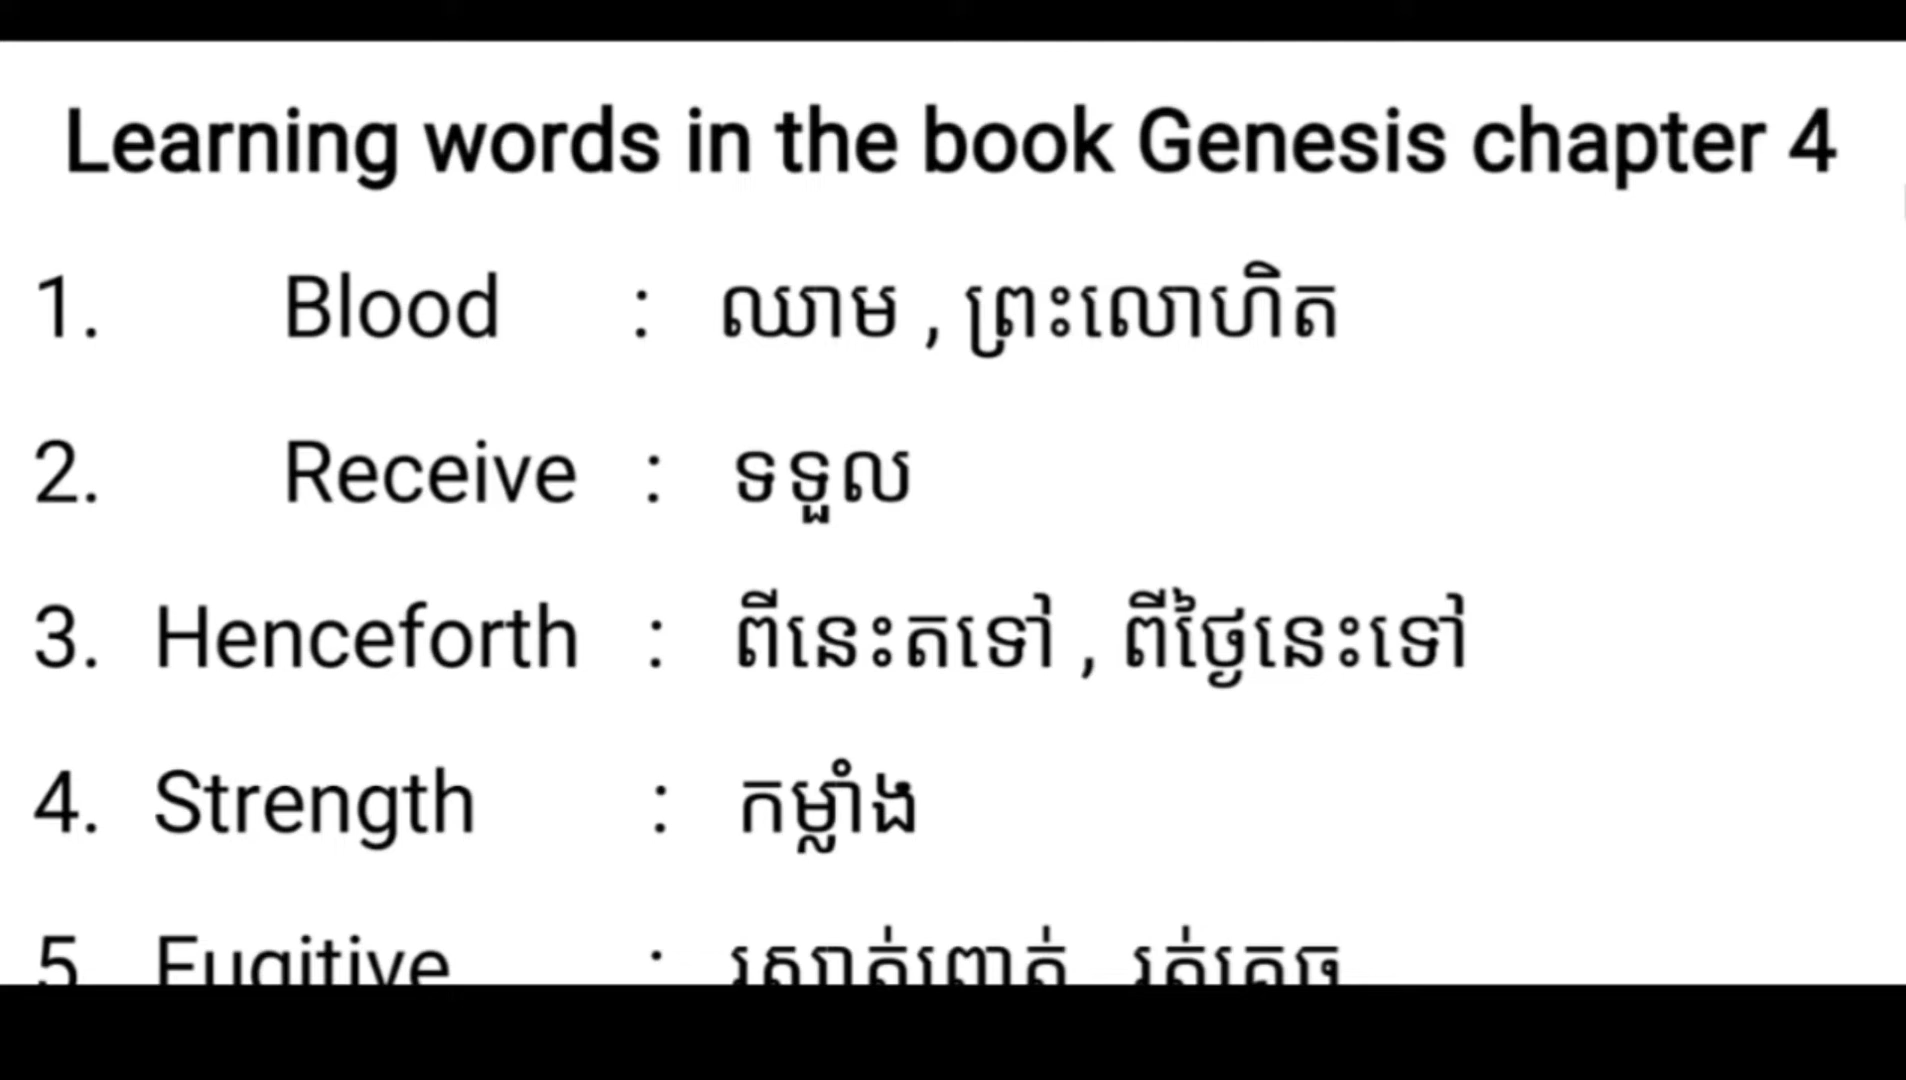 Learning words in the book Genesis chapter 4
1. Blood : ឈាម , ព្រះលោហិត
2. Receive : ទទួល
3. Henceforth : ពីនេះតទៅ , ពីថ្ងៃនេះទៅ
4. Strength : កម្លាំង
5 Fugitive :